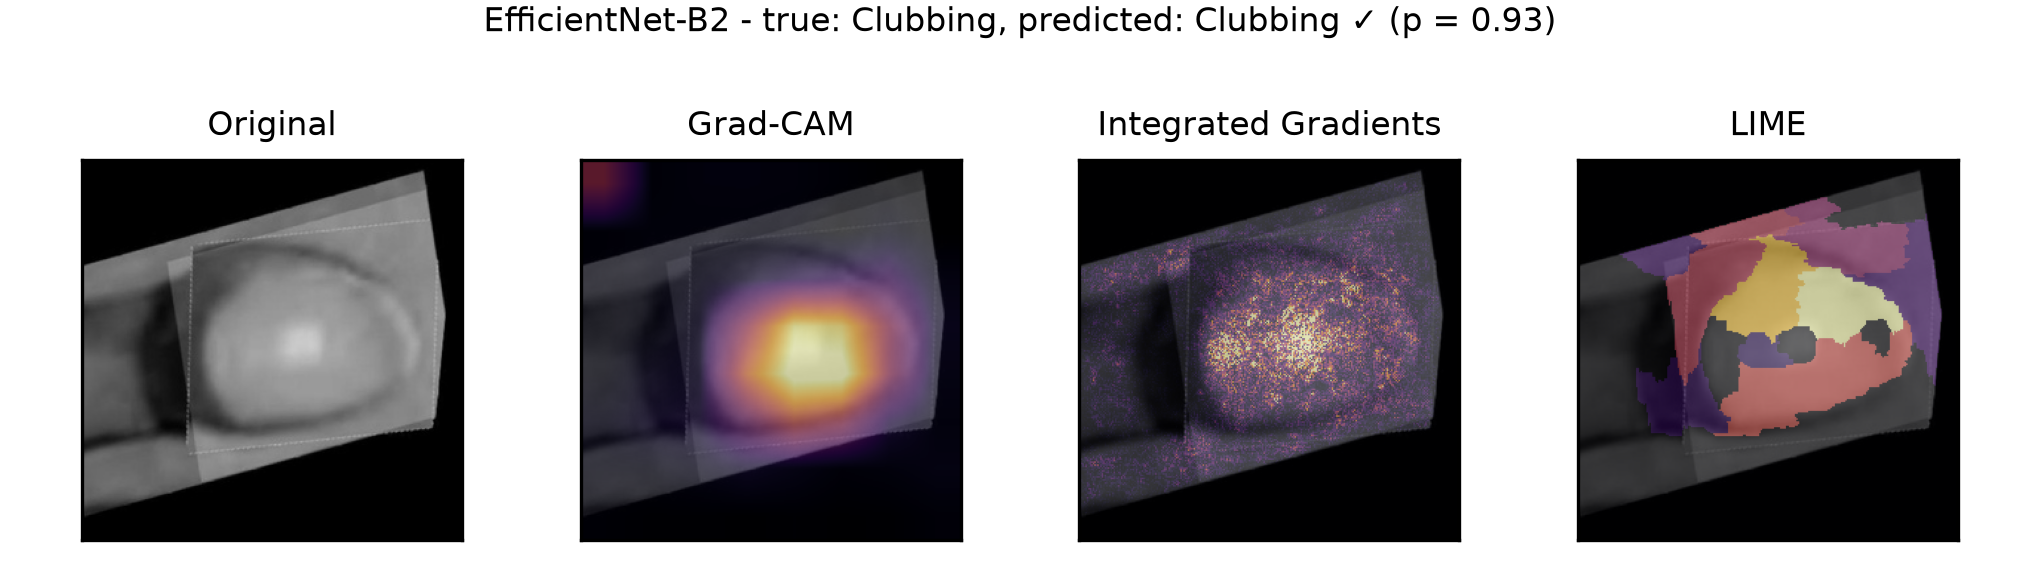 EfficientNet-B2 - true: Clubbing, predicted: Clubbing ✓ (p = 0.93)
Original
Grad-CAM
Integrated Gradients
LIME